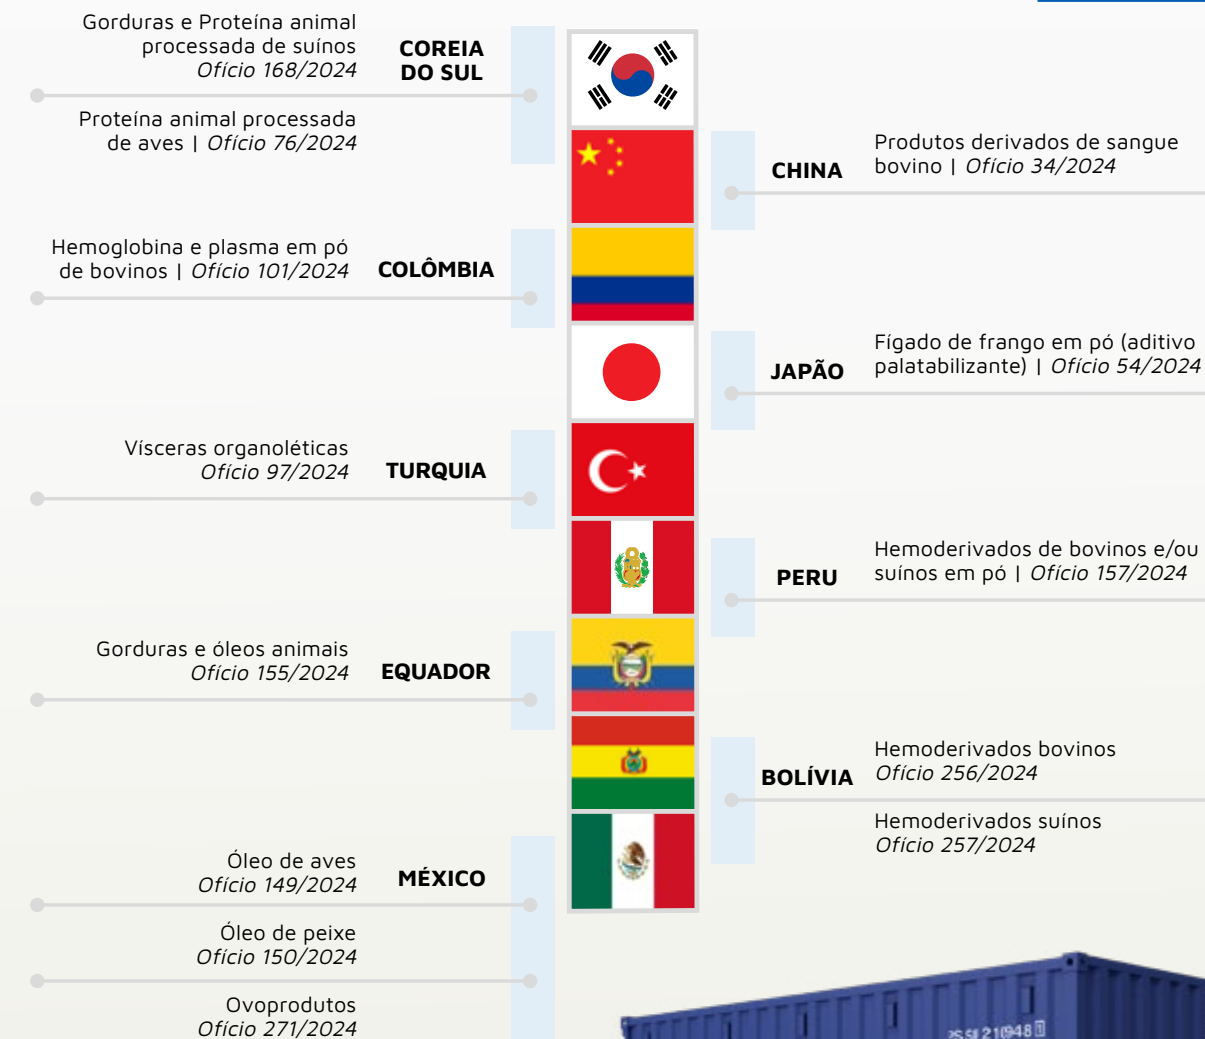 Gorduras e Proteína animal
processada de suínos
Ofício 168/2024
COREIA
DO SUL
Proteína animal processada
de aves | Ofício 76/2024
CHINA
Produtos derivados de sangue
bovino | Ofício 34/2024
Hemoglobina e plasma em pó
de bovinos | Ofício 101/2024
COLÔMBIA
JAPÃO
Fígado de frango em pó (aditivo
palatabilizante) | Ofício 54/2024
Vísceras organoléticas
Ofício 97/2024
TURQUIA
PERU
Hemoderivados de bovinos e/ou
suínos em pó | Ofício 157/2024
Gorduras e óleos animais
Ofício 155/2024
EQUADOR
BOLÍVIA
Hemoderivados bovinos
Ofício 256/2024
Hemoderivados suínos
Ofício 257/2024
Óleo de aves
Ofício 149/2024
MÉXICO
Óleo de peixe
Ofício 150/2024
Ovoprodutos
Ofício 271/2024